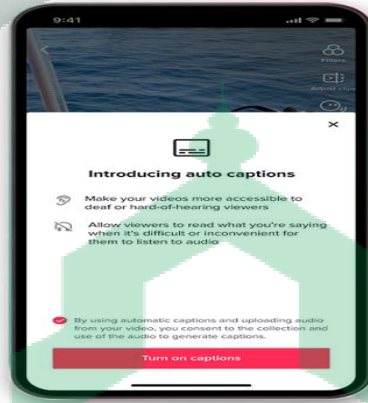 9:41
Filters
Adjust clips
Introducing auto captions
Make your videos more accessible to
deaf or hard-of-hearing viewers
Allow viewers to read what you're saying
when it's difficult or inconvenient for
them to listen to audio
By using automatic captions and uploading audio
from your video, you consent to the collection and
use of the audio to generate captions.
Turn on captions